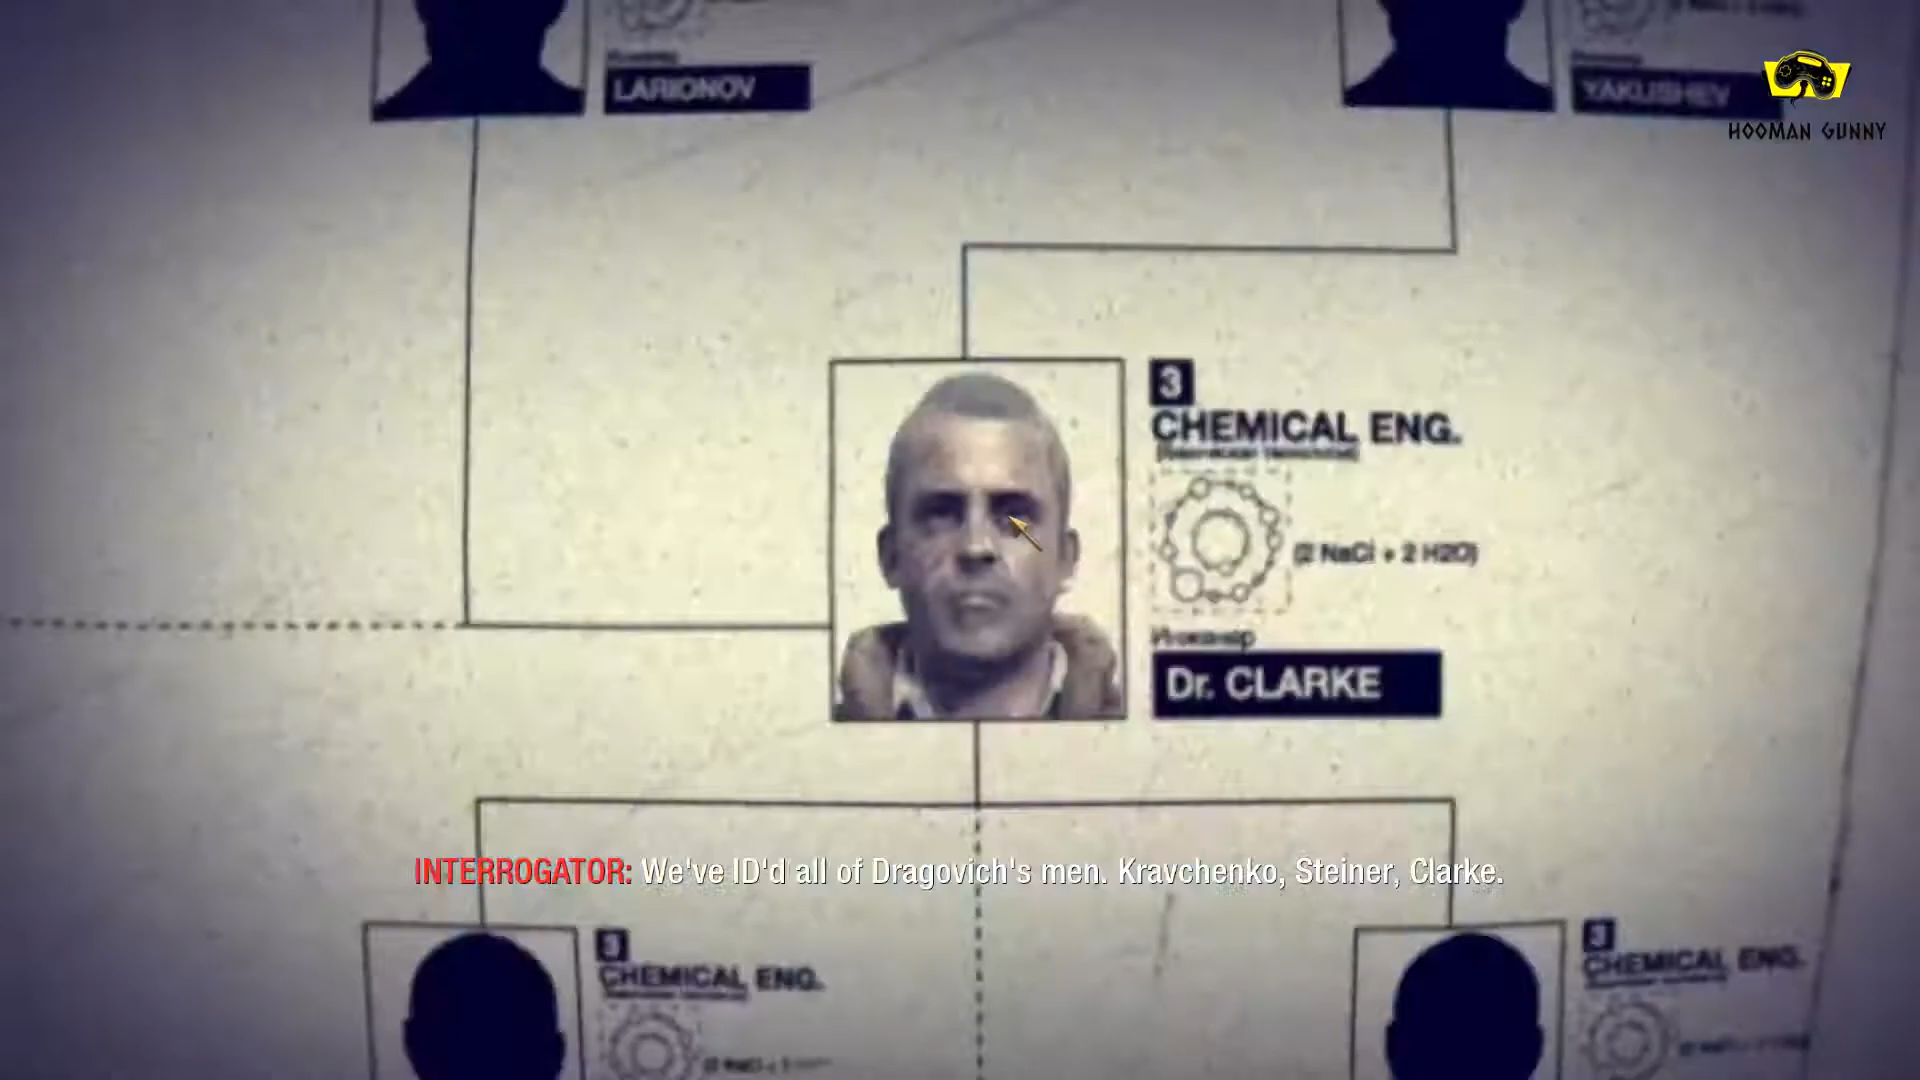 LARIONOV
YAKUSHEV
HOOMAN GUNNY
3
CHEMICAL ENG.
(2 NaCl + 2 H2O)
Инженер
Dr. CLARKE
INTERROGATOR: We've ID'd all of Dragovich's men. Kravchenko, Steiner, Clarke.
3
CHEMICAL ENG.
3
CHEMICAL ENG.